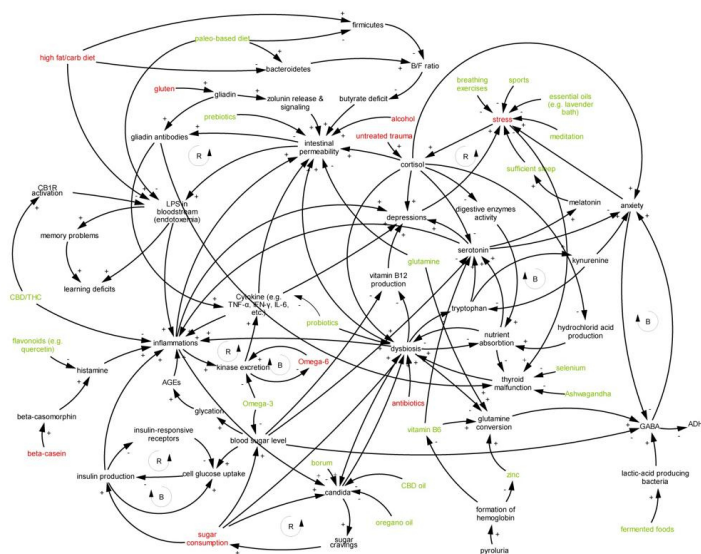 firmicutes
paleo-based diet
high fat/carb diet
bacteroidetes
B/F ratio
gluten
gliadin
zolunin release &
signaling
butyrate deficit
breathing
exercises
sports
essential oils
(e.g. lavender
bath)
prebiotics
alcohol
stress
untreated trauma
meditation
gliadin antibodies
intestinal
permeability
R
cortisol
R
sufficient sleep
CB1R
activation
LPS in
bloodstream
(endotoxemia)
digestive enzymes
activity
melatonin
anxiety
depressions
memory problems
serotonin
glutamine
kynurenine
learning deficits
vitamin B12
production
B
CBD/THC
Cytokine (e.g.
TNF-α, IFN-γ, IL-6,
etc.)
tryptophan
B
probiotics
hydrochlorid acid
production
flavonoids (e.g.
quercetin)
inflammations
dysbiosis
nutrient
absorption
R
B
Omega-6
histamine
kinase excretion
selenium
thyroid
malfunction
AGEs
Omega-3
antibiotics
Ashwagandha
beta-casomorphin
glycation
vitamin B6
glutamine
conversion
GABA
ADH
insulin-responsive
receptors
blood sugar level
beta-casein
R
borum
insulin production
cell glucose uptake
zinc
lactic-acid producing
bacteria
B
candida
CBD oil
oregano oil
formation of
hemoglobin
fermented foods
sugar
consumption
R
sugar
cravings
pyroluria